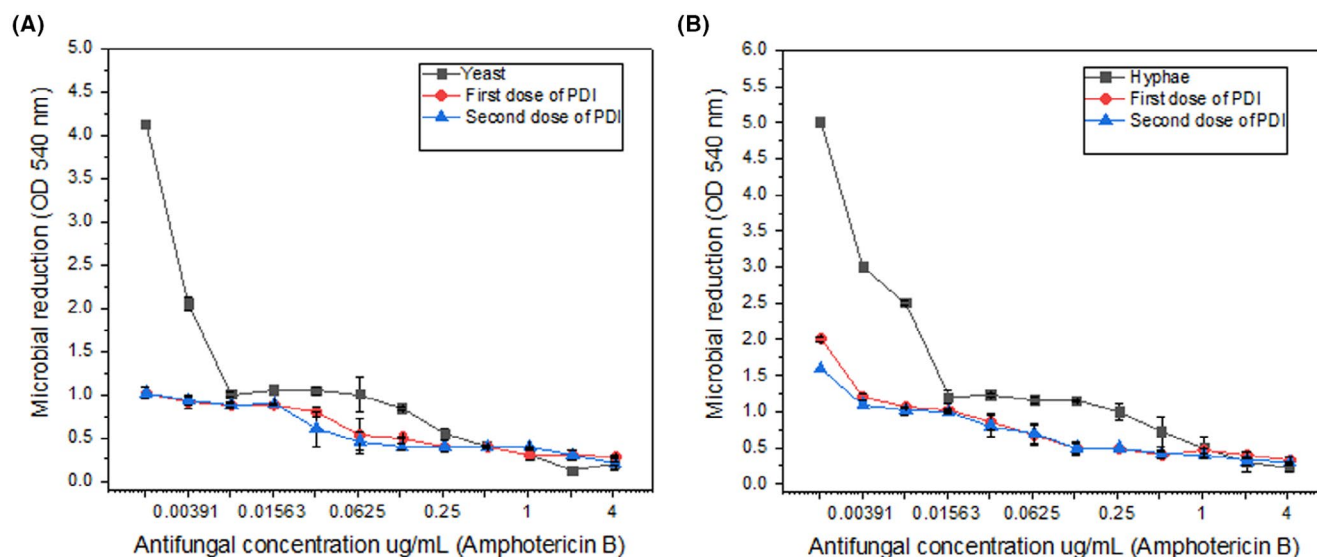 (A)
Microbial reduction (OD 540 nm)
5.0
4.5
4.0
3.5
3.0
2.5
2.0
1.5
1.0
0.5
0.0
Yeast
First dose of PDI
Second dose of PDI
0.00391 0.01563 0.0625 0.25 1 4
Antifungal concentration ug/mL (Amphotericin B)
(B)
Microbial reduction (OD 540 nm)
6.0
5.5
5.0
4.5
4.0
3.5
3.0
2.5
2.0
1.5
1.0
0.5
0.0
Hyphae
First dose of PDI
Second dose of PDI
0.00391 0.01563 0.0625 0.25 1 4
Antifungal concentration ug/mL (Amphotericin B)